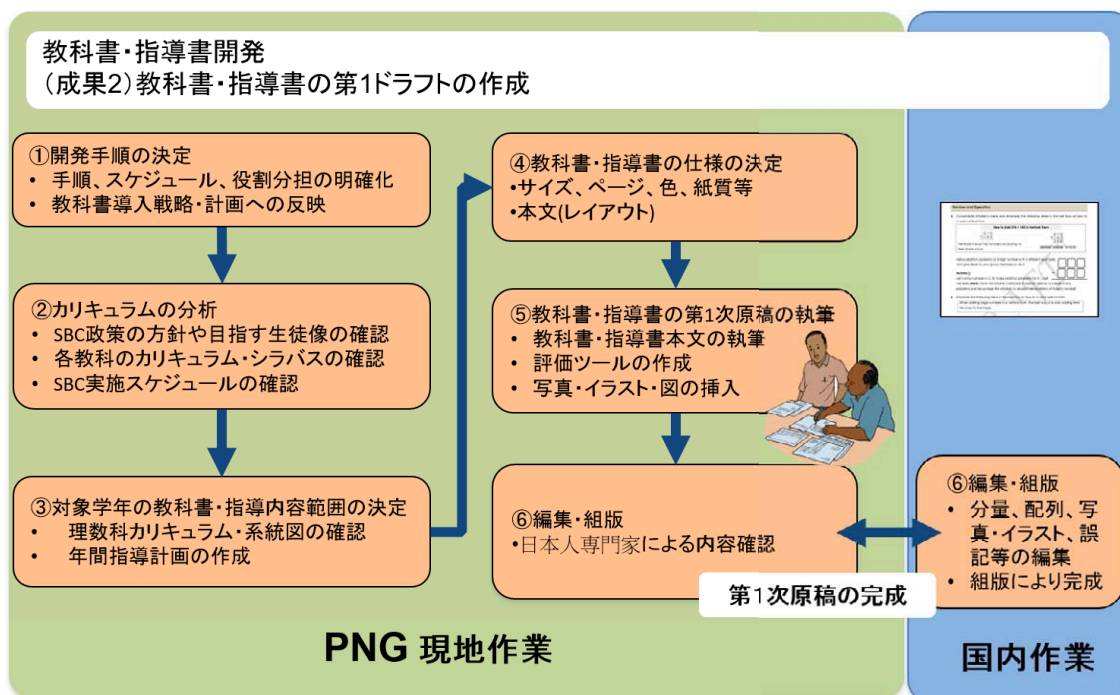 教科書・指導書開発
（成果2）教科書・指導書の第1ドラフトの作成
①開発手順の決定
• 手順、スケジュール、役割分担の明確化
• 教科書導入戦略・計画への反映
②カリキュラムの分析
• SBC政策の方針や目指す生徒像の確認
• 各教科のカリキュラム・シラバスの確認
• SBC実施スケジュールの確認
③対象学年の教科書・指導内容範囲の決定
• 理数科カリキュラム・系統図の確認
• 年間指導計画の作成
④教科書・指導書の仕様の決定
•サイズ、ページ、色、紙質等
•本文(レイアウト)
⑤教科書・指導書の第1次原稿の執筆
• 教科書・指導書本文の執筆
• 評価ツールの作成
• 写真・イラスト・図の挿入
⑥編集・組版
•日本人専門家による内容確認
第1次原稿の完成
PNG 現地作業
⑥編集・組版
• 分量、配列、写
真・イラスト、誤
記等の編集
• 組版により完成
国内作業